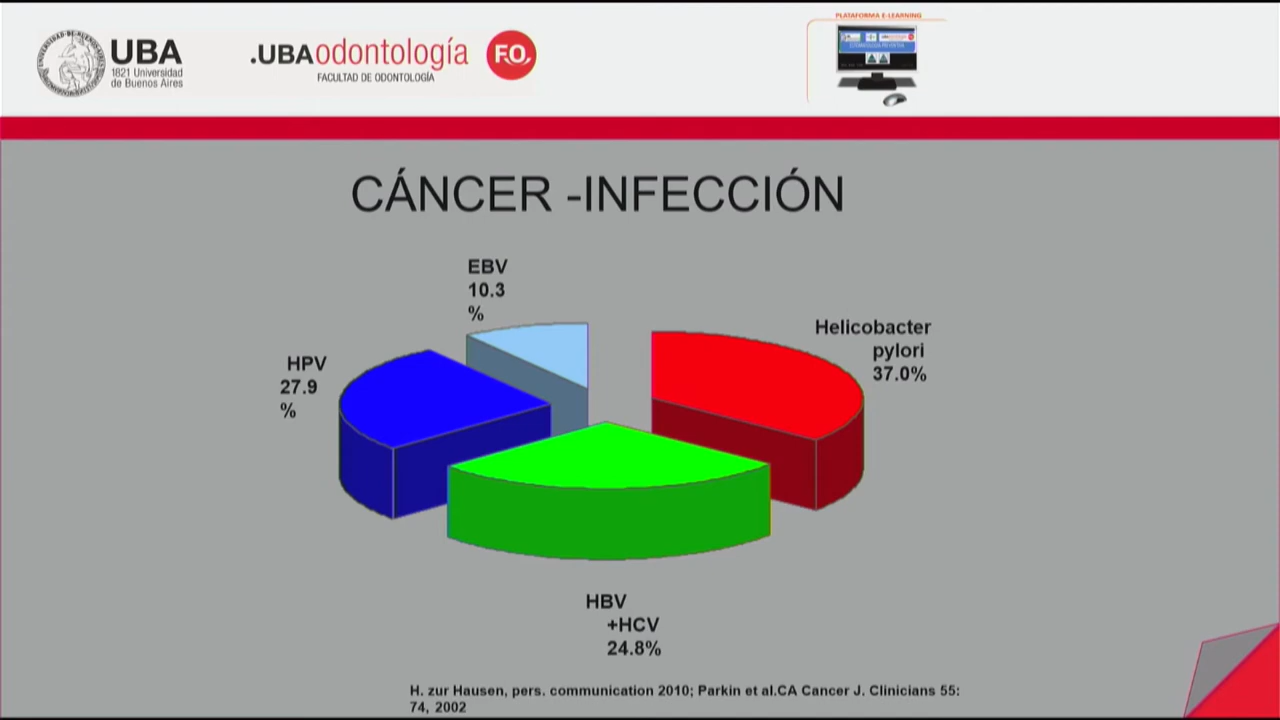 UBA
1821 Universidad
de Buenos Aires
.UBAodontología
FACULTAD DE ODONTOLOGÍA
F.O.
PLATAFORMA E-LEARNING
CÁNCER -INFECCIÓN
EBV
10.3
%
Helicobacter
pylori
37.0%
HPV
27.9
%
HBV
+HCV
24.8%
H. zur Hausen, pers. communication 2010; Parkin et al.CA Cancer J. Clinicians 55:
74, 2002